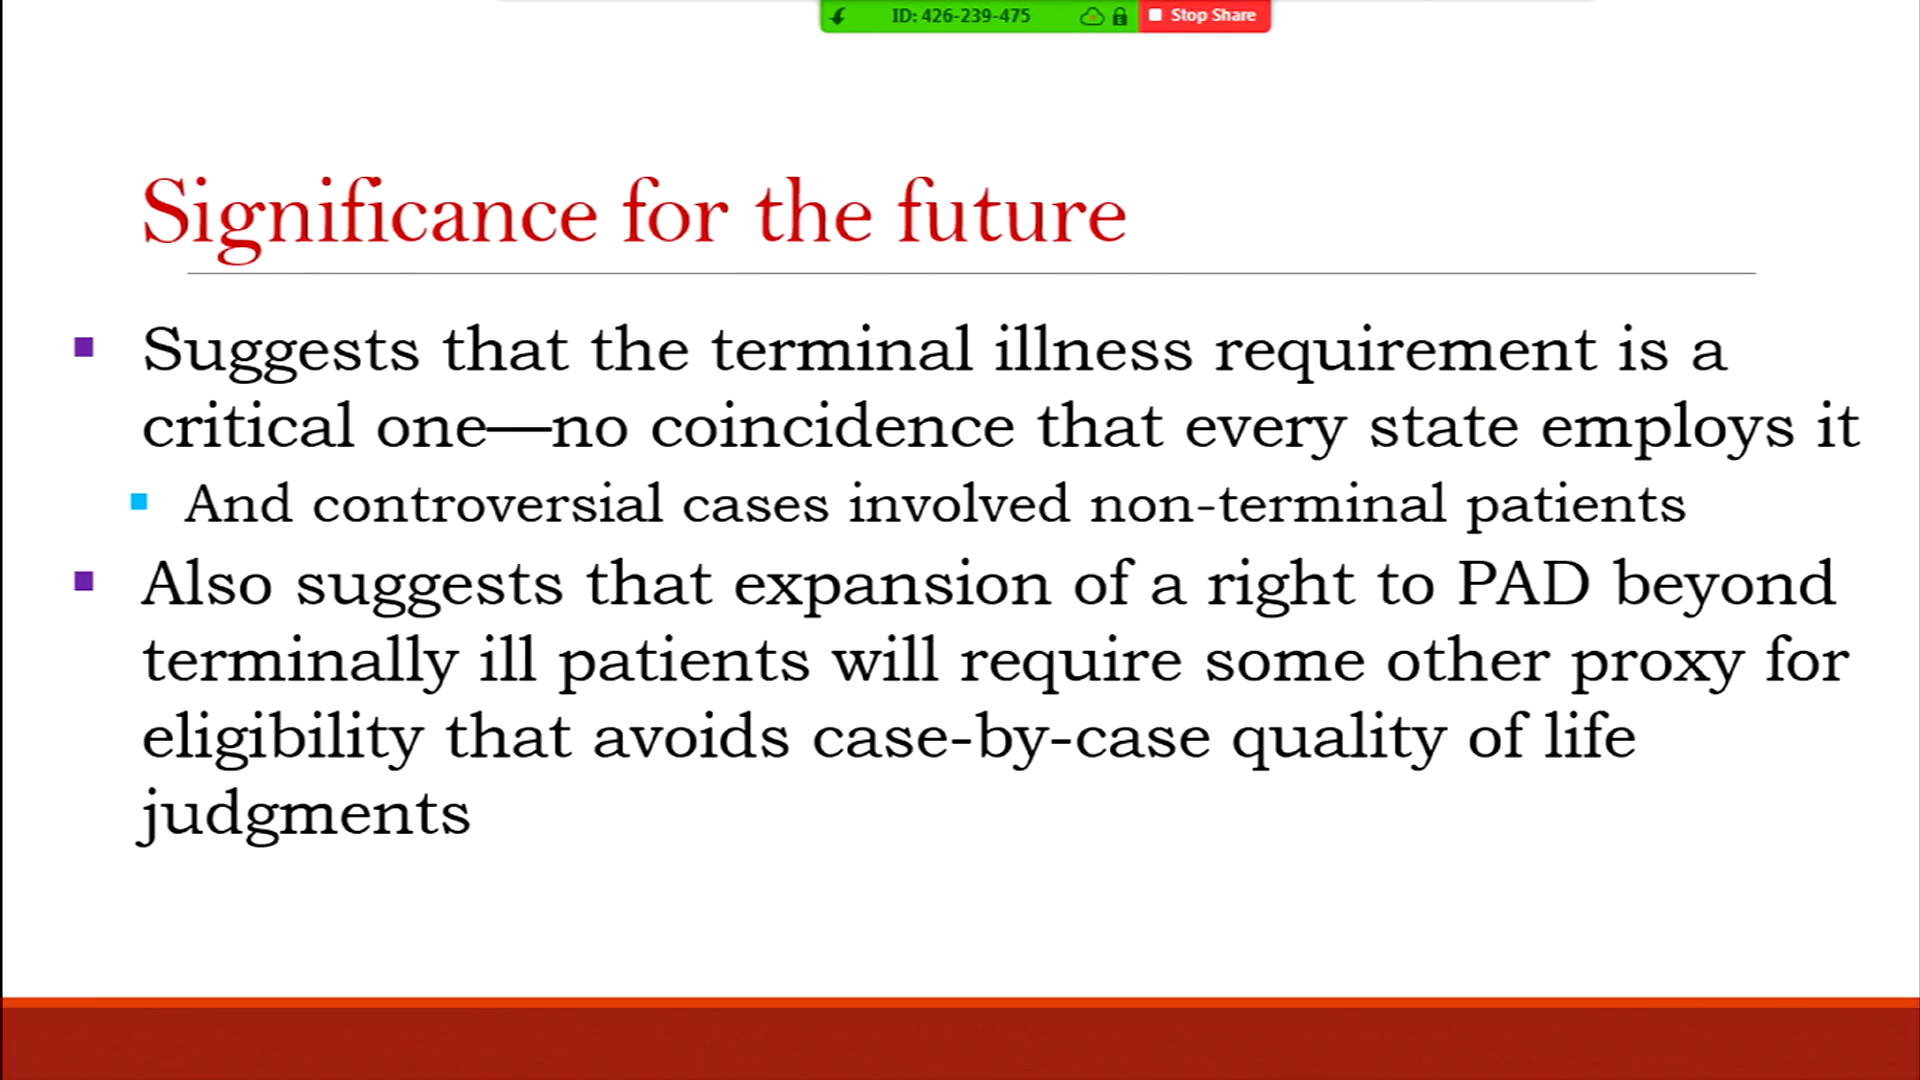 ID: 426-239-475
Stop Share
Significance for the future
Suggests that the terminal illness requirement is a
critical one—no coincidence that every state employs it
And controversial cases involved non-terminal patients
Also suggests that expansion of a right to PAD beyond
terminally ill patients will require some other proxy for
eligibility that avoids case-by-case quality of life
judgments